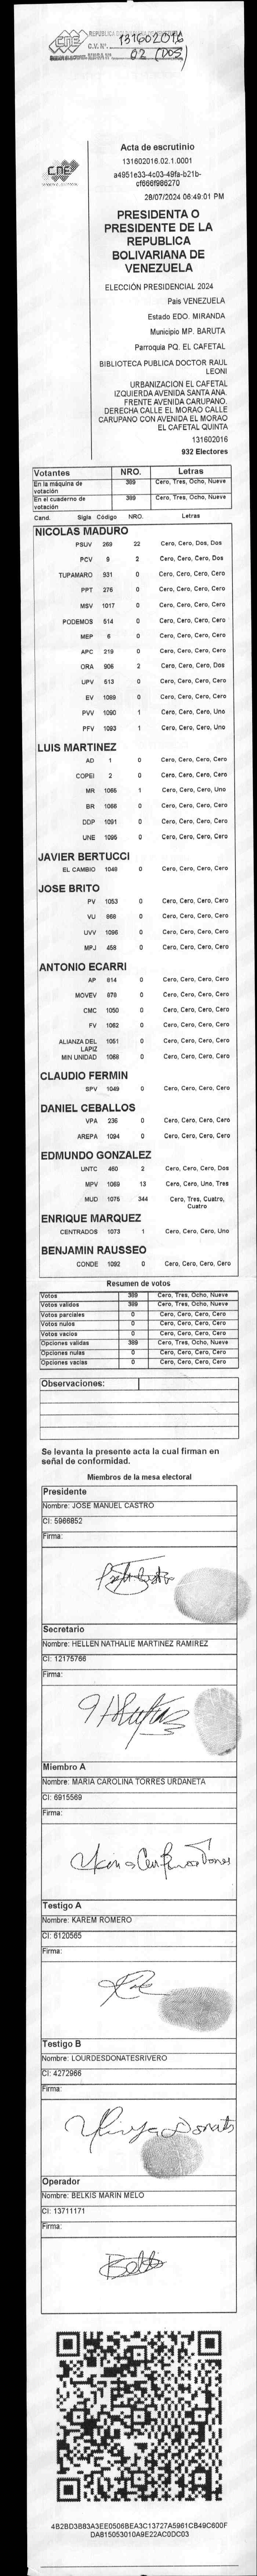 CNE
C.V. Nº. 131602016
MESA Nº. 02 (DOS)
CNE
Acta de escrutinio
131602016.02.1.0001
a4951e33-4c03-49fa-b21b-
cf666f986270
28/07/2024 06:49:01 PM
PRESIDENTA O
PRESIDENTE DE LA
REPUBLICA
BOLIVARIANA DE
VENEZUELA
ELECCIÓN PRESIDENCIAL 2024
País VENEZUELA
Estado EDO. MIRANDA
Municipio MP. BARUTA
Parroquia PQ. EL CAFETAL
BIBLIOTECA PUBLICA DOCTOR RAUL
LEONI
URBANIZACION EL CAFETAL
IZQUIERDA AVENIDA SANTA ANA.
FRENTE AVENIDA CARUPANO.
DERECHA CALLE EL MORAO CALLE
CARUPANO CON AVENIDA EL MORAO
EL CAFETAL QUINTA
131602016
932 Electores
Votantes NRO. Letras
En la máquina de votación 389 Cero, Tres, Ocho, Nueve
En el cuaderno de votación 389 Cero, Tres, Ocho, Nueve
Cand. Sigla Código NRO. Letras
NICOLAS MADURO
PSUV 269 22 Cero, Cero, Dos, Dos
PCV 9 2 Cero, Cero, Cero, Dos
TUPAMARO 931 0 Cero, Cero, Cero, Cero
PPT 276 0 Cero, Cero, Cero, Cero
MSV 1017 0 Cero, Cero, Cero, Cero
PODEMOS 514 0 Cero, Cero, Cero, Cero
MEP 6 0 Cero, Cero, Cero, Cero
APC 219 0 Cero, Cero, Cero, Cero
ORA 906 2 Cero, Cero, Cero, Dos
UPV 613 0 Cero, Cero, Cero, Cero
EV 1089 0 Cero, Cero, Cero, Cero
PVV 1090 1 Cero, Cero, Cero, Uno
PFV 1093 1 Cero, Cero, Cero, Uno
LUIS MARTINEZ
AD 1 0 Cero, Cero, Cero, Cero
COPEI 2 0 Cero, Cero, Cero, Cero
MR 1066 1 Cero, Cero, Cero, Uno
BR 1086 0 Cero, Cero, Cero, Cero
DDP 1091 0 Cero, Cero, Cero, Cero
UNE 1095 0 Cero, Cero, Cero, Cero
JAVIER BERTUCCI
EL CAMBIO 1048 0 Cero, Cero, Cero, Cero
JOSE BRITO
PV 1053 0 Cero, Cero, Cero, Cero
VU 868 0 Cero, Cero, Cero, Cero
UVV 1096 0 Cero, Cero, Cero, Cero
MPJ 458 0 Cero, Cero, Cero, Cero
ANTONIO ECARRI
AP 814 0 Cero, Cero, Cero, Cero
MOVEV 979 0 Cero, Cero, Cero, Cero
CMC 1050 0 Cero, Cero, Cero, Cero
FV 1062 0 Cero, Cero, Cero, Cero
ALIANZA DEL LAPIZ 1051 0 Cero, Cero, Cero, Cero
MIN UNIDAD 1068 0 Cero, Cero, Cero, Cero
CLAUDIO FERMIN
SPV 1049 0 Cero, Cero, Cero, Cero
DANIEL CEBALLOS
VPA 236 0 Cero, Cero, Cero, Cero
AREPA 1094 0 Cero, Cero, Cero, Cero
EDMUNDO GONZALEZ
UNTC 460 2 Cero, Cero, Cero, Dos
MPV 1069 13 Cero, Cero, Uno, Tres
MUD 1075 344 Cero, Tres, Cuatro, Cuatro
ENRIQUE MARQUEZ
CENTRADOS 1073 1 Cero, Cero, Cero, Uno
BENJAMIN RAUSSEO
CONDE 1092 0 Cero, Cero, Cero, Cero
Resumen de votos
Votos 389 Cero, Tres, Ocho, Nueve
Votos validos 389 Cero, Tres, Ocho, Nueve
Votos parciales 0 Cero, Cero, Cero, Cero
Votos nulos 0 Cero, Cero, Cero, Cero
Votos vacios 0 Cero, Cero, Cero, Cero
Opciones validas 389 Cero, Tres, Ocho, Nueve
Opciones nulas 0 Cero, Cero, Cero, Cero
Opciones vacias 0 Cero, Cero, Cero, Cero
Observaciones:
Se levanta la presente acta la cual firman en
señal de conformidad.
Miembros de la mesa electoral
Presidente
Nombre: JOSE MANUEL CASTRO
CI: 5966852
Firma:
Secretario
Nombre: HELLEN NATHALIE MARTINEZ RAMIREZ
CI: 12175766
Firma:
Miembro A
Nombre: MARIA CAROLINA TORRES URDANETA
CI: 6915569
Firma:
Testigo A
Nombre: KAREM ROMERO
CI: 6120565
Firma:
Testigo B
Nombre: LOURDESDONATESRIVERO
CI: 4272966
Firma:
Operador
Nombre: BELKIS MARIN MELO
CI: 13711171
Firma:
4B2BD3B83A3EE0506BEA3C13727A5961CB49C600F
DA815053010A9E22AC0DC03